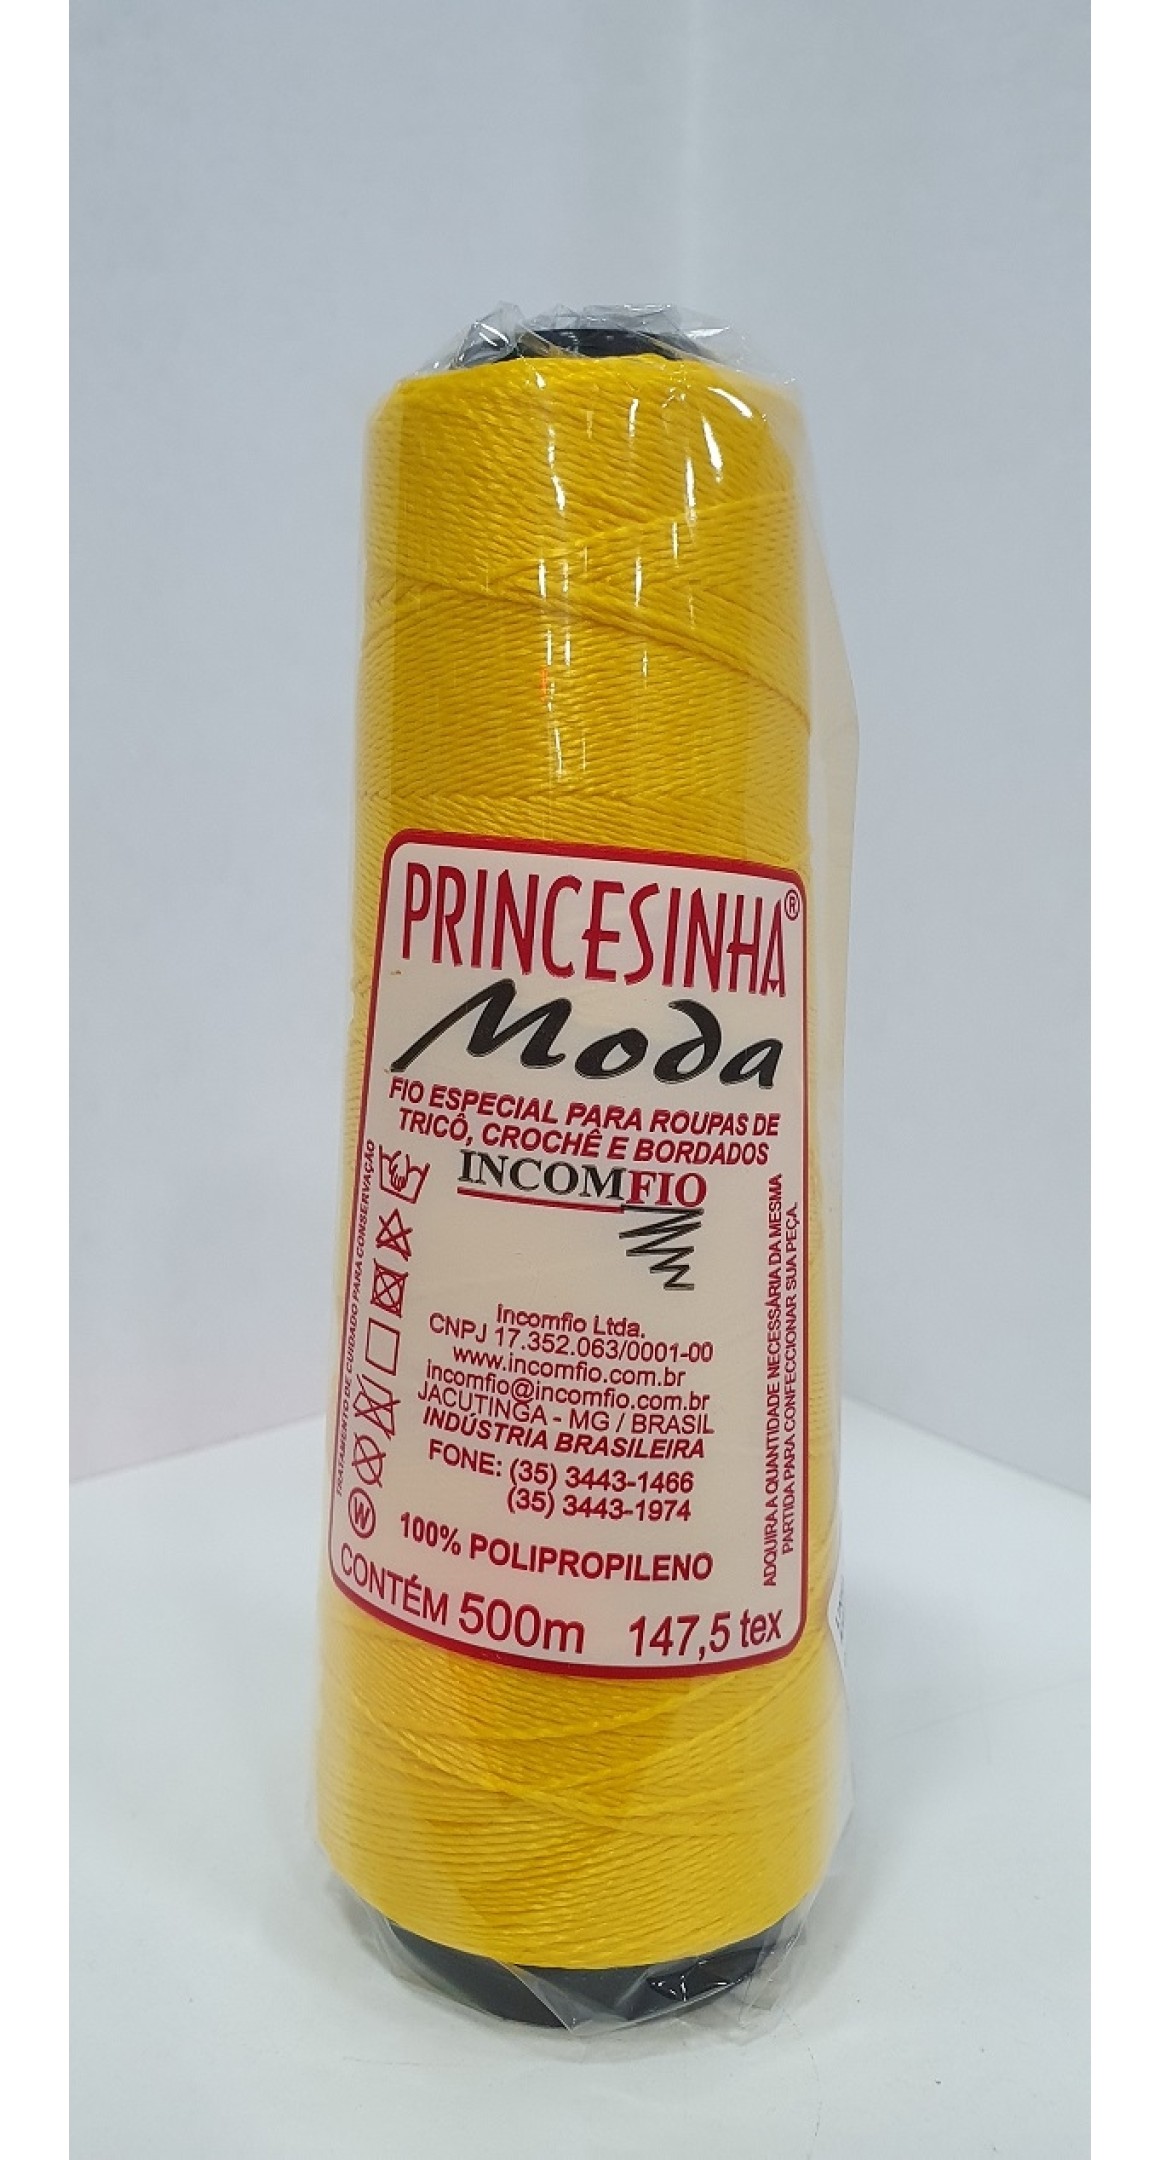 PRINCESINHA®
Moda
FIO ESPECIAL PARA ROUPAS DE
TRICÔ, CROCHÊ E BORDADOS
INCOMFIO
Incomfio Ltda.
CNPJ 17.352.063/0001-00
www.incomfio.com.br
incomfio@incomfio.com.br
JACUTINGA - MG / BRASIL
INDÚSTRIA BRASILEIRA
FONE: (35) 3443-1466
(35) 3443-1974
100% POLIPROPILENO
CONTÉM 500m 147,5 tex
TRATAMENTO DE CUIDADO PARA CONSERVAÇÃO
W
ADQUIRA A QUANTIDADE NECESSÁRIA DA MESMA
PARTIDA PARA CONFECCIONAR SUA PEÇA.